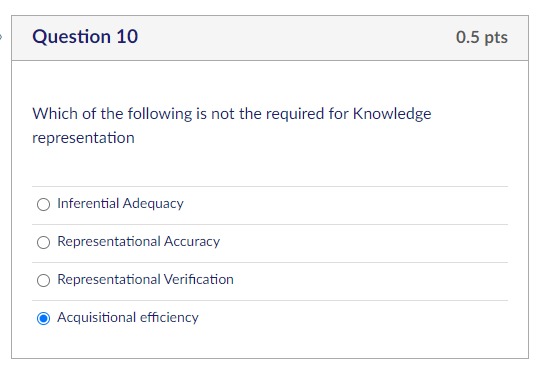 Question 10
0.5 pts
Which of the following is not the required for Knowledge
representation
Inferential Adequacy
Representational Accuracy
Representational Verification
Acquisitional efficiency